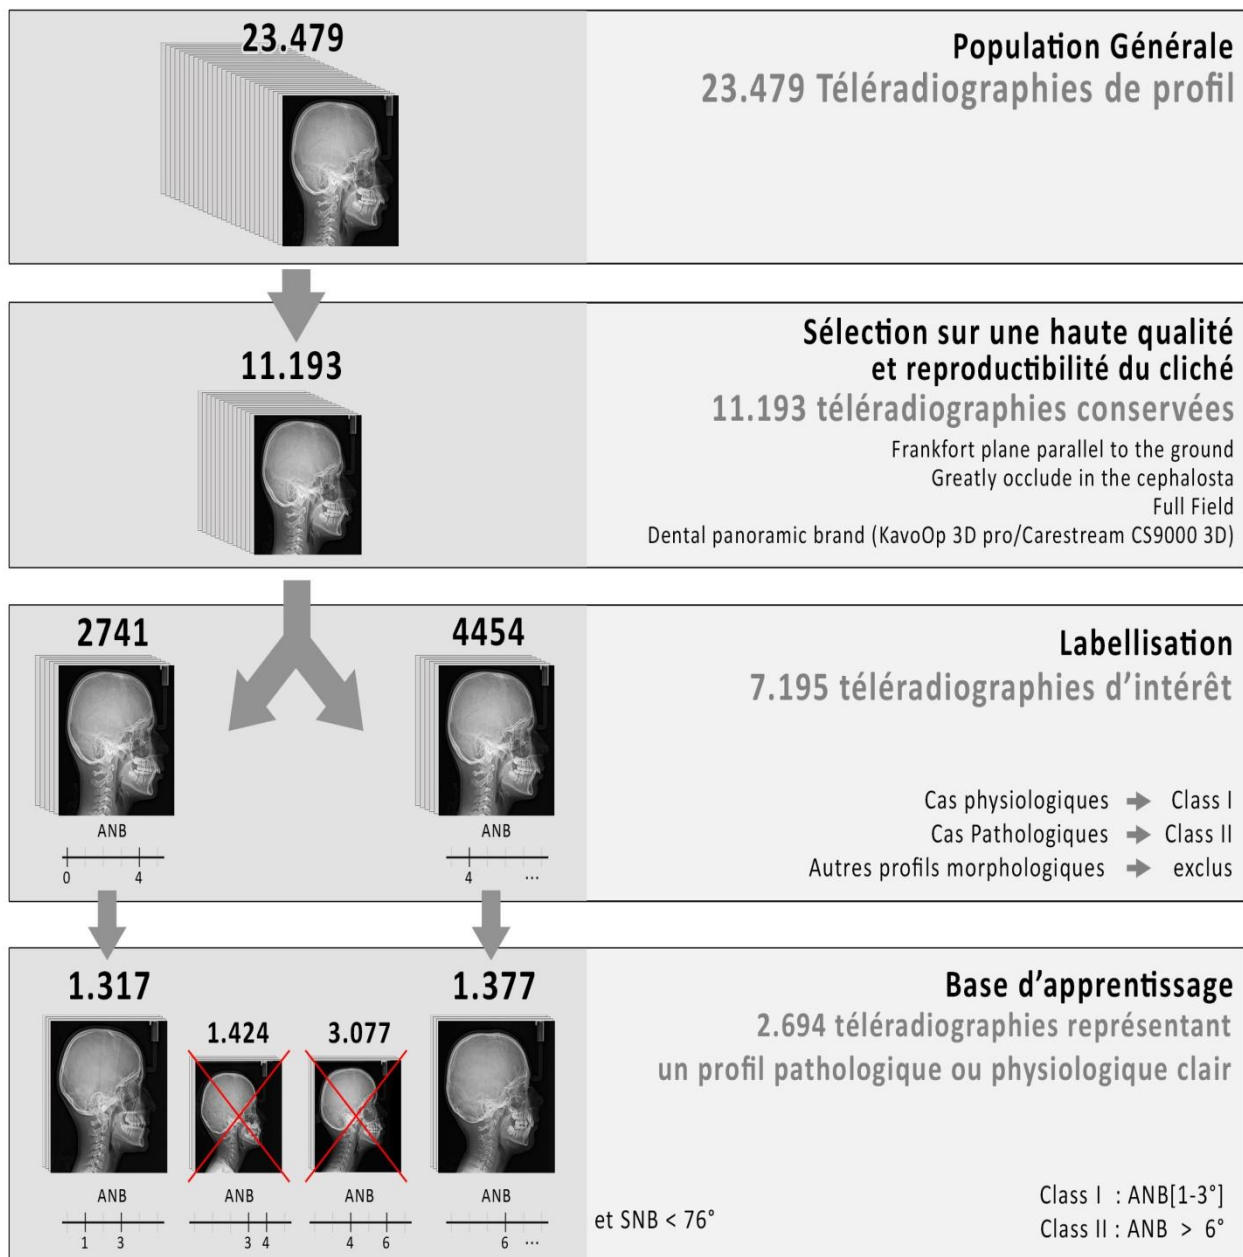 23.479
Population Générale
23.479 Téléradiographies de profil
11.193
Sélection sur une haute qualité
et reproductibilité du cliché
11.193 téléradiographies conservées
Frankfort plane parallel to the ground
Greatly occlude in the cephalosta
Full Field
Dental panoramic brand (KavoOp 3D pro/Carestream CS9000 3D)
2741
4454
Labellisation
7.195 téléradiographies d'intérêt
Cas physiologiques → Class I
Cas Pathologiques → Class II
Autres profils morphologiques → exclus
ANB
0 4
ANB
4 ...
1.317
1.424
3.077
1.377
Base d'apprentissage
2.694 téléradiographies représentant
un profil pathologique ou physiologique clair
ANB
1 3
ANB
3 4
ANB
4 6
ANB
6 ...
et SNB < 76°
Class I : ANB[1-3°]
Class II : ANB > 6°